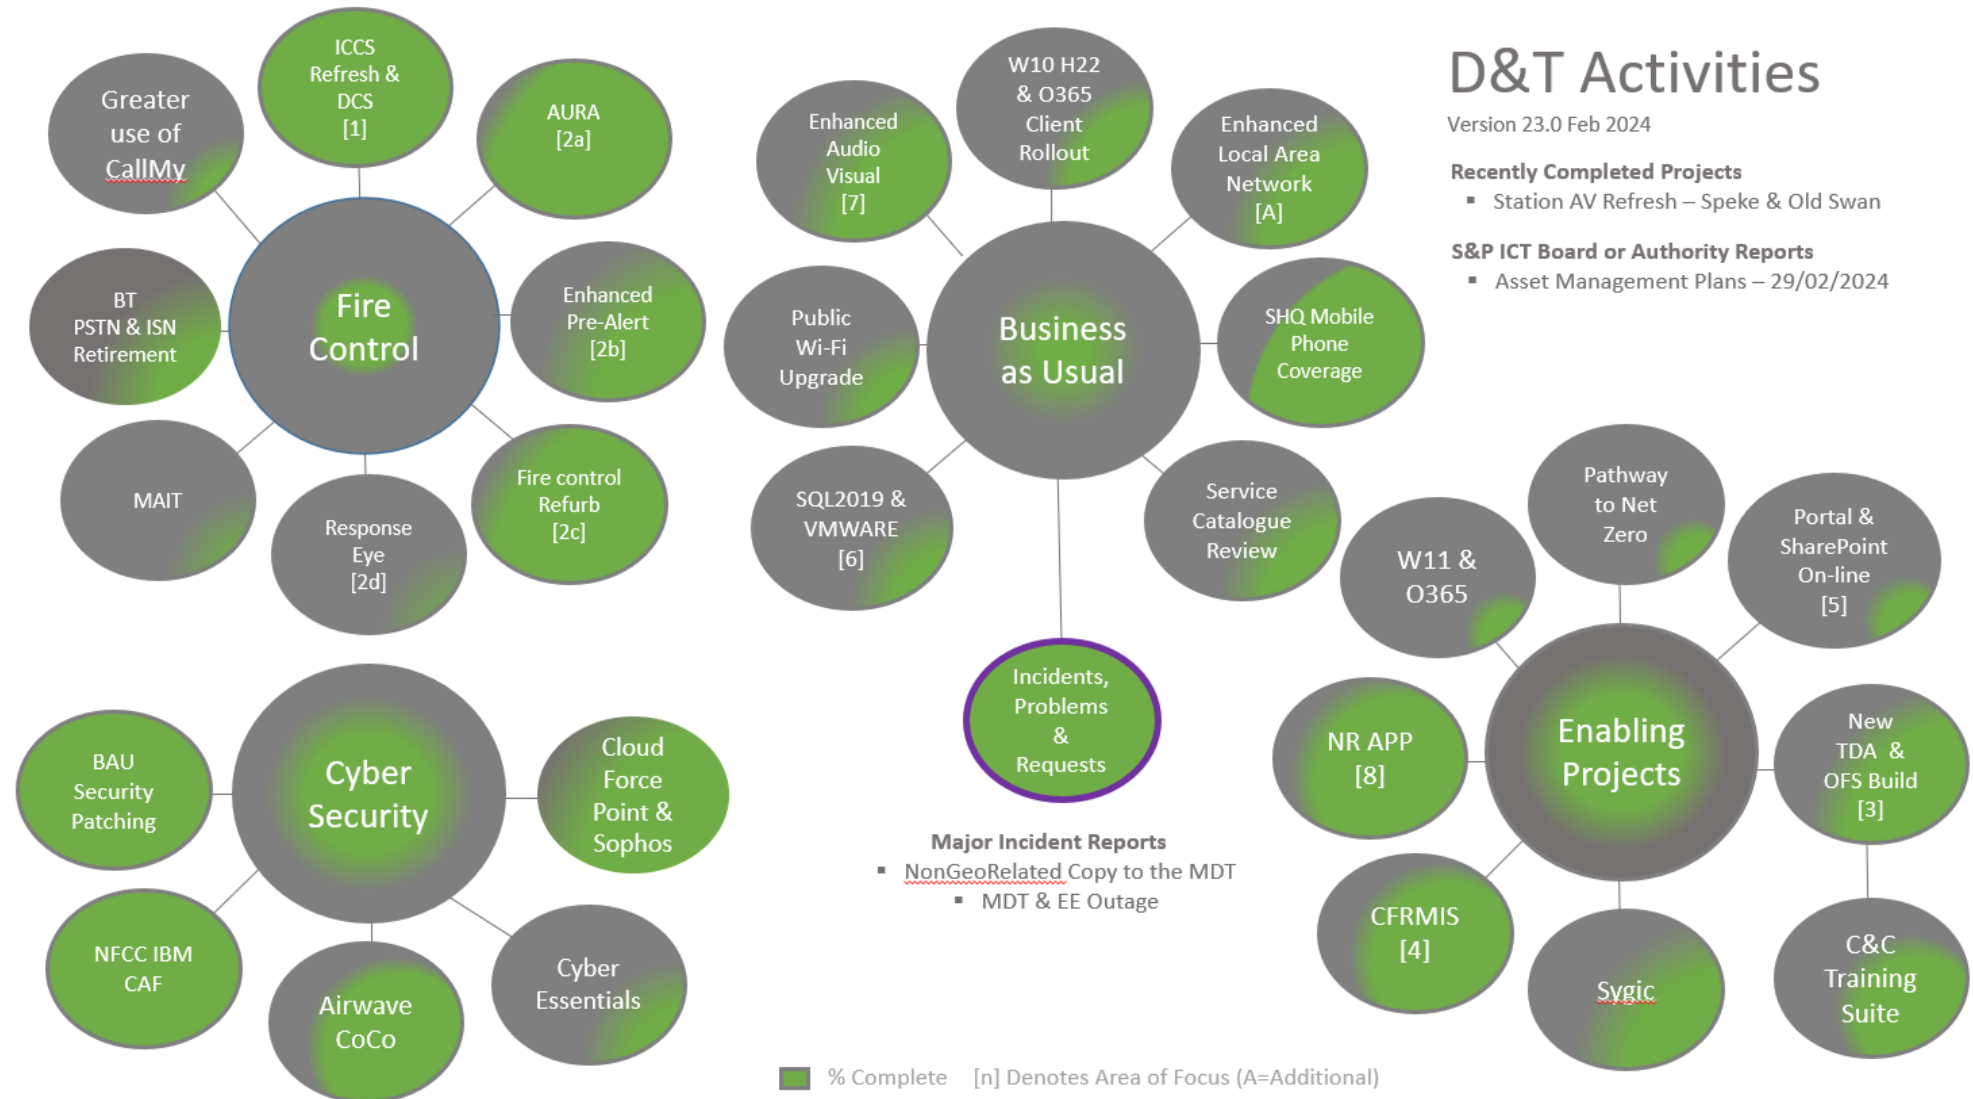 D&T Activities
Version 23.0 Feb 2024
Recently Completed Projects
▪ Station AV Refresh – Speke & Old Swan
S&P ICT Board or Authority Reports
▪ Asset Management Plans – 29/02/2024
Fire
Control
ICCS
Refresh &
DCS
[1]
AURA
[2a]
Enhanced
Pre-Alert
[2b]
Fire control
Refurb
[2c]
Response
Eye
[2d]
MAIT
BT
PSTN & ISN
Retirement
Greater
use of
CallMy
Business
as Usual
W10 H22
& O365
Client
Rollout
Enhanced
Local Area
Network
[A]
SHQ Mobile
Phone
Coverage
Service
Catalogue
Review
Incidents,
Problems
&
Requests
SQL2019 &
VMWARE
[6]
Public
Wi-Fi
Upgrade
Enhanced
Audio
Visual
[7]
Major Incident Reports
▪ NonGeoRelated Copy to the MDT
▪ MDT & EE Outage
Cyber
Security
Cloud
Force
Point &
Sophos
Cyber
Essentials
Airwave
CoCo
NFCC IBM
CAF
BAU
Security
Patching
Enabling
Projects
Pathway
to Net
Zero
Portal &
SharePoint
On-line
[5]
New
TDA &
OFS Build
[3]
C&C
Training
Suite
Sygic
CFRMIS
[4]
NR APP
[8]
W11 &
O365
% Complete [n] Denotes Area of Focus (A=Additional)